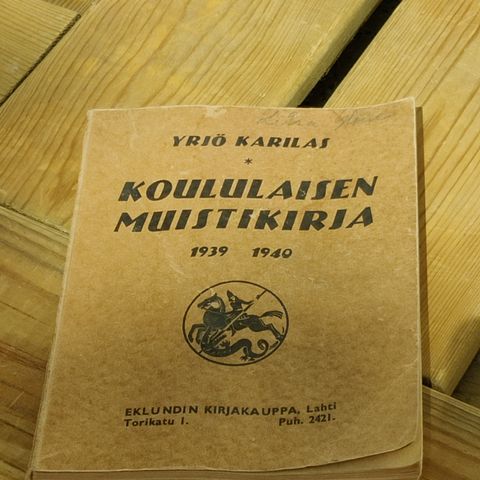 YRJÖ KARILAS
*
KOULULAISEN
MUISTIKIRJA
1939 1940
EKLUNDIN KIRJAKAUPPA, Lahti
Torikatu 1. Puh. 2421.